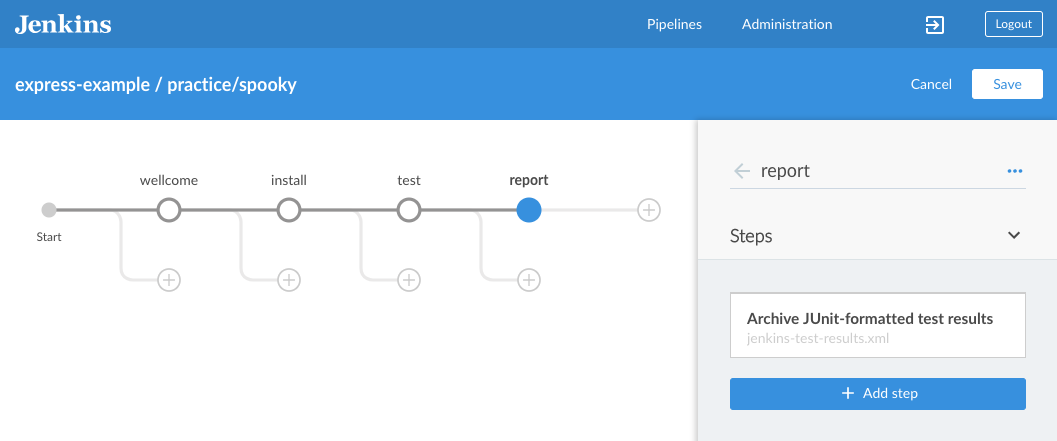 Jenkins
Pipelines
Administration
Logout
express-example / practice/spooky
Cancel
Save
wellcome
install
test
report
Start
report
Steps
Archive JUnit-formatted test results
jenkins-test-results.xml
Add step